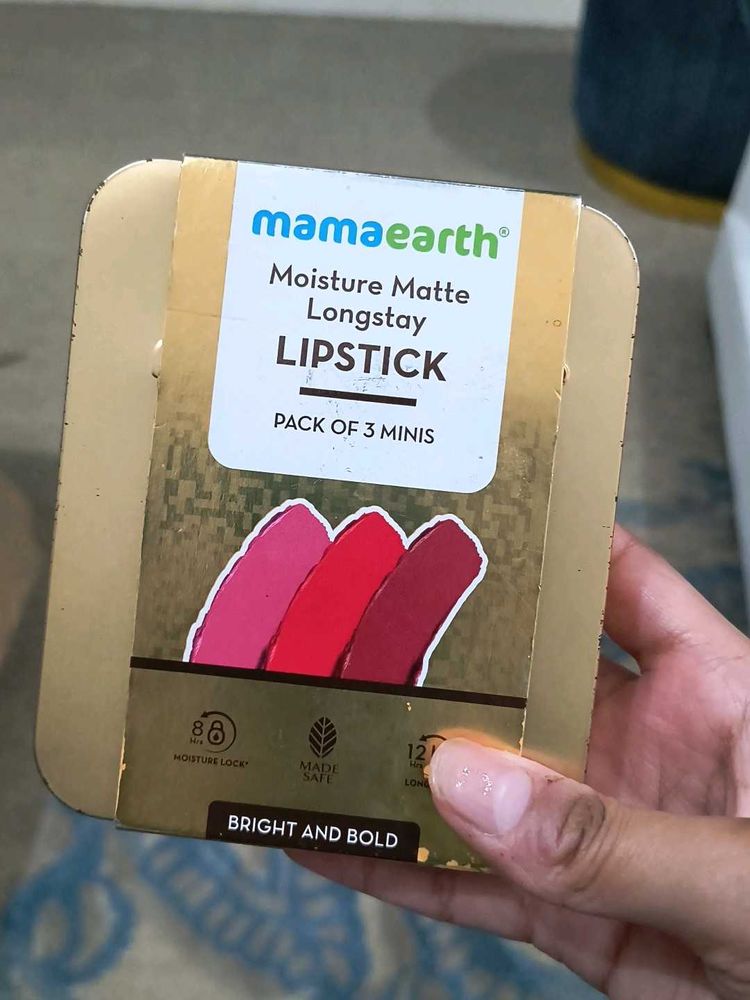 mamaearth®
Moisture Matte
Longstay
LIPSTICK
PACK OF 3 MINIS
8
Hrs
MOISTURE LOCK*
MADE
SAFE
12
Hrs
BRIGHT AND BOLD